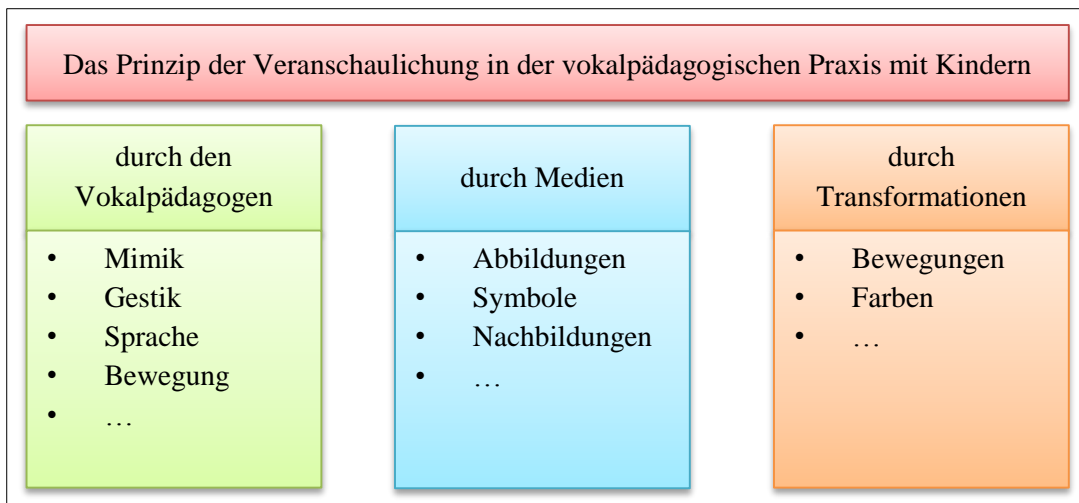 Das Prinzip der Veranschaulichung in der vokalpädagogischen Praxis mit Kindern
durch den
Vokalpädagogen
• Mimik
• Gestik
• Sprache
• Bewegung
• …
durch Medien
• Abbildungen
• Symbole
• Nachbildungen
• …
durch
Transformationen
• Bewegungen
• Farben
• …